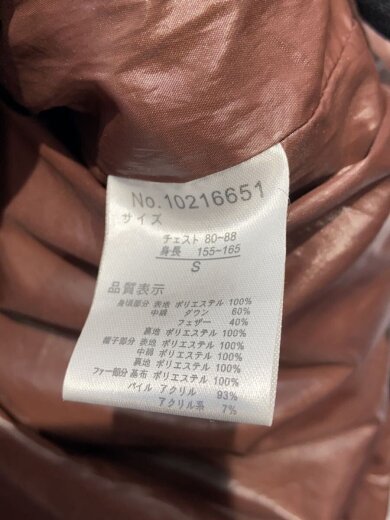 No.10216651
サイズ
チェスト 80~88
身長 155~165
S
品質表示
身頃部分 表地 ポリエステル 100%
中綿 ダウン 60%
フェザー 40%
裏地 ポリエステル 100%
帽子部分 表地 ポリエステル 100%
中綿 ポリエステル 100%
裏地 ポリエステル 100%
ファー部分 基布 ポリエステル 100%
パイル アクリル 93%
アクリル系 7%